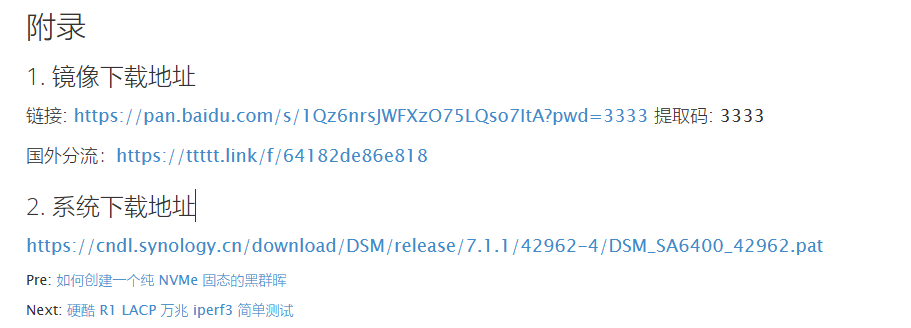 附录
1. 镜像下载地址
链接: https://pan.baidu.com/s/1Qz6nrsJWFXzO75LQso7ItA?pwd=3333 提取码: 3333
国外分流：https://ttttt.link/f/64182de86e818
2. 系统下载地址
https://cndl.synology.cn/download/DSM/release/7.1.1/42962-4/DSM_SA6400_42962.pat
Pre: 如何创建一个纯 NVMe 固态的黑群晖
Next: 硬酷 R1 LACP 万兆 iperf3 简单测试